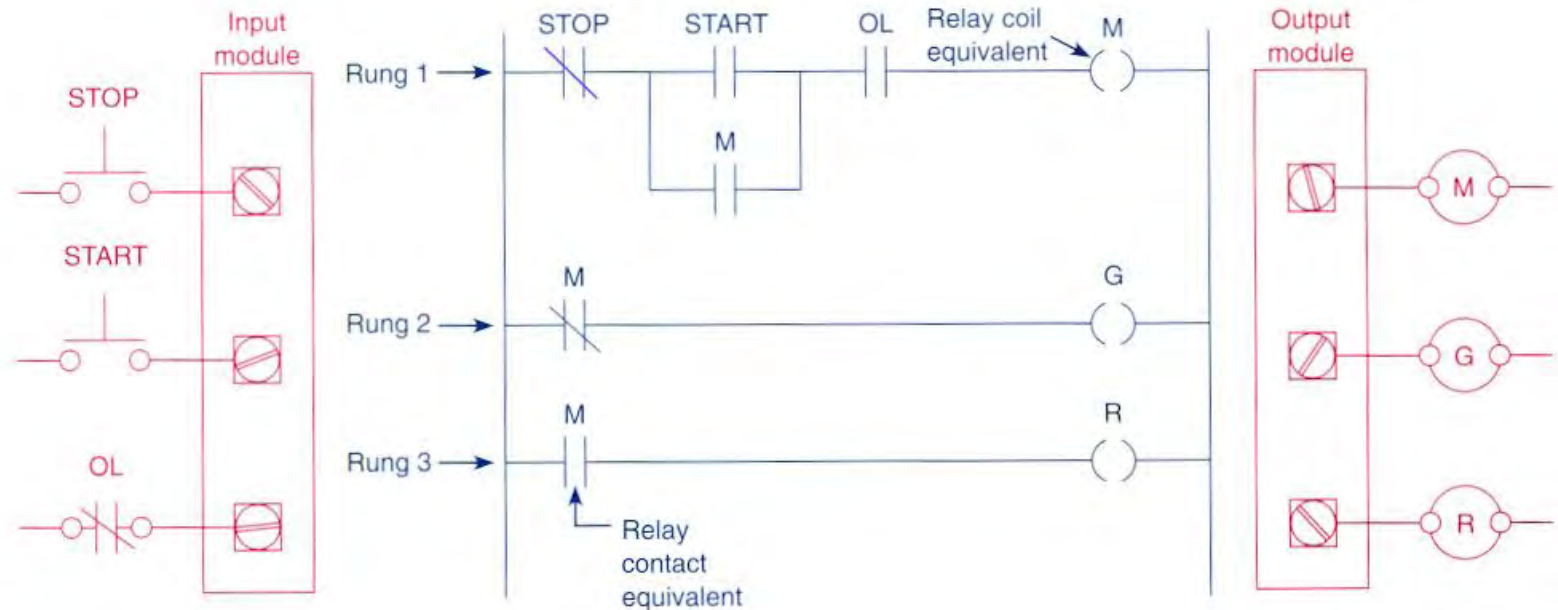 Input
module
STOP
START
OL
Rung 1
STOP
START
OL
Relay coil
equivalent
M
M
Rung 2
M
G
Rung 3
M
R
Relay
contact
equivalent
Output
module
M
G
R